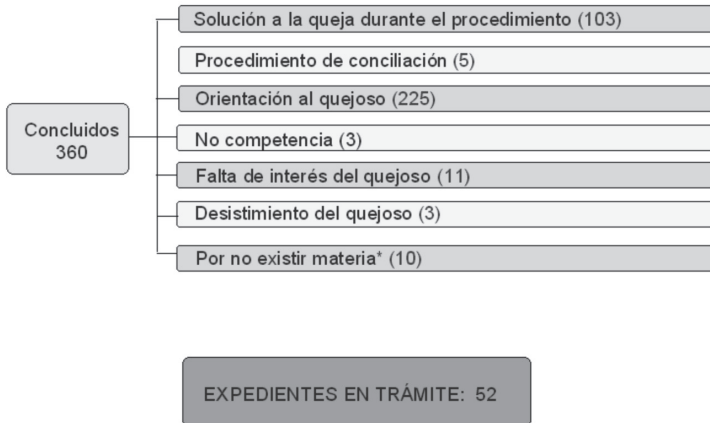 Solución a la queja durante el procedimiento (103)
Procedimiento de conciliación (5)
Orientación al quejoso (225)
Concluidos
360
No competencia (3)
Falta de interés del quejoso (11)
Desistimiento del quejoso (3)
Por no existir materia* (10)
EXPEDIENTES EN TRÁMITE: 52